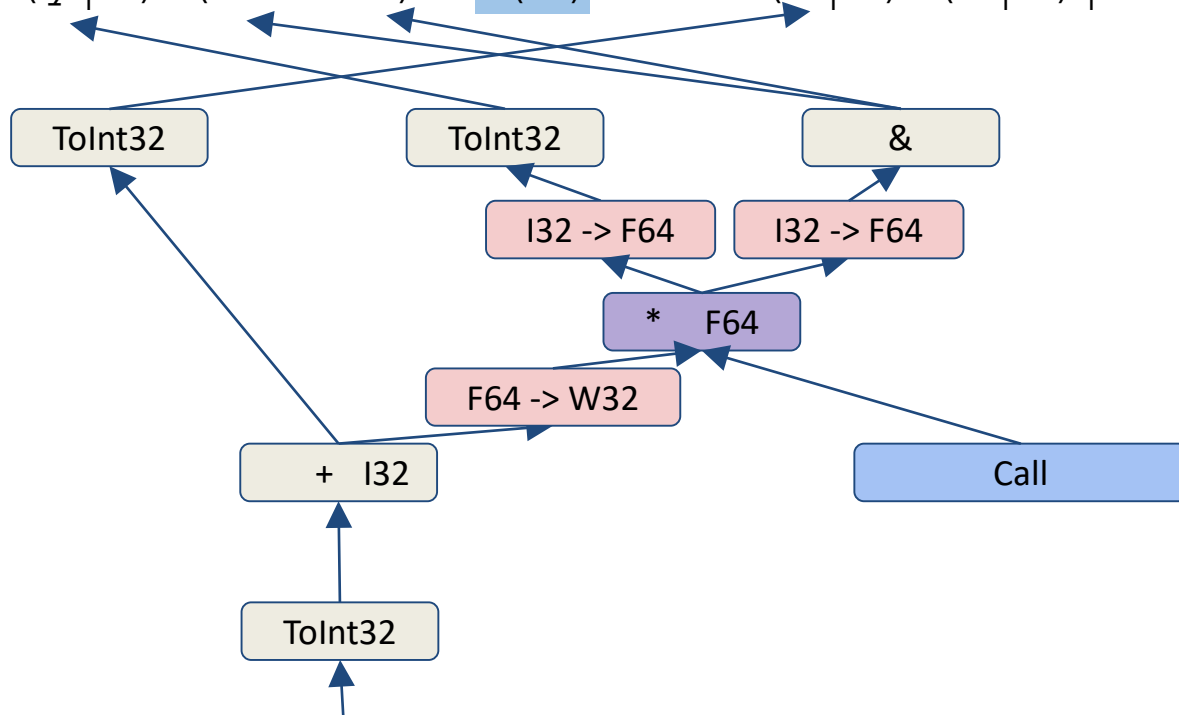 ToInt32 ToInt32 &
I32 -> F64 I32 -> F64
* F64
F64 -> W32
+ I32 Call
ToInt32